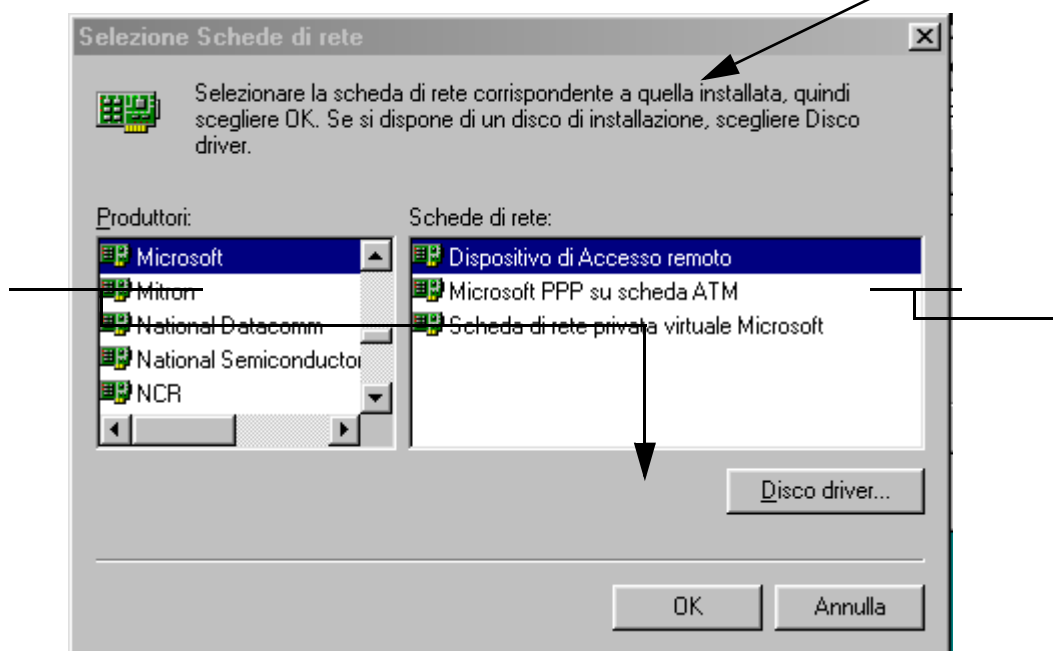 Selezione Schede di rete
Selezionare la scheda di rete corrispondente a quella installata, quindi
scegliere OK. Se si dispone di un disco di installazione, scegliere Disco
driver.
Produttori:
Schede di rete:
Microsoft
Mitron
National Datacomm
National Semiconductor
NCR
Dispositivo di Accesso remoto
Microsoft PPP su scheda ATM
Scheda di rete privata virtuale Microsoft
Disco driver...
OK
Annulla